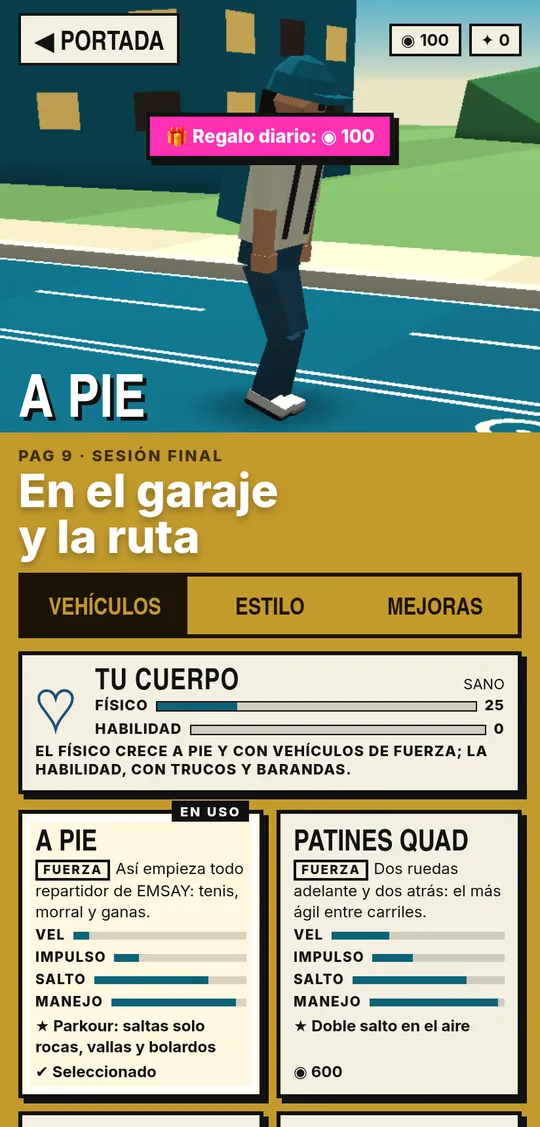 ◀ PORTADA
◉ 100
✦ 0
🎁 Regalo diario: ◉ 100
A PIE
PAG 9 · SESIÓN FINAL
En el garaje
y la ruta
VEHÍCULOS
ESTILO
MEJORAS
TU CUERPO
SANO
FÍSICO
25
HABILIDAD
0
EL FÍSICO CRECE A PIE Y CON VEHÍCULOS DE FUERZA; LA
HABILIDAD, CON TRUCOS Y BARANDAS.
EN USO
A PIE
FUERZA Así empieza todo
repartidor de EMSAY: tenis,
morral y ganas.
VEL
IMPULSO
SALTO
MANEJO
★ Parkour: saltas solo
rocas, vallas y bolardos
✔ Seleccionado
PATINES QUAD
FUERZA Dos ruedas
adelante y dos atrás: el más
ágil entre carriles.
VEL
IMPULSO
SALTO
MANEJO
★ Doble salto en el aire
◉ 600